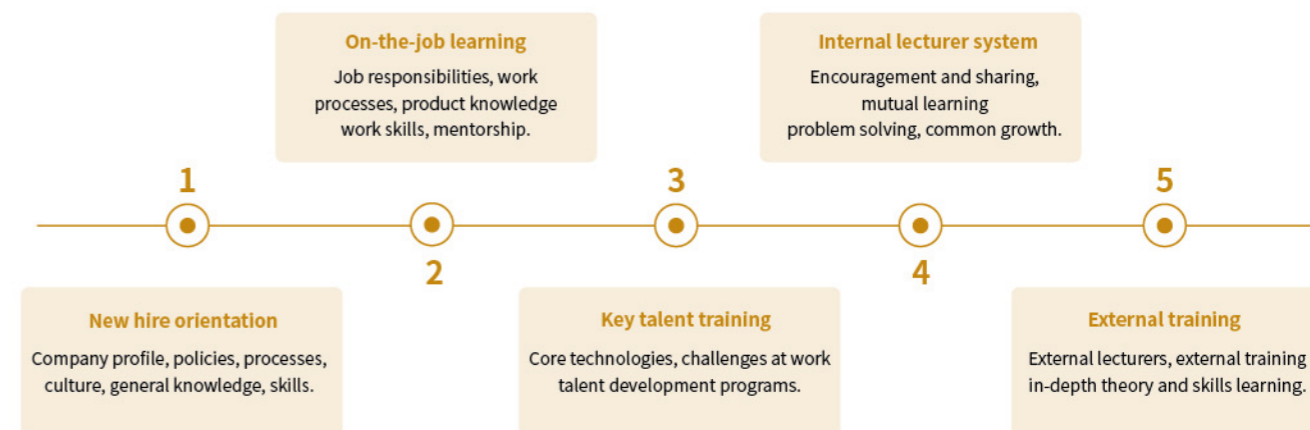 On-the-job learning
Job responsibilities, work
processes, product knowledge
work skills, mentorship.
Internal lecturer system
Encouragement and sharing,
mutual learning
problem solving, common growth.
1
3
5
2
4
New hire orientation
Company profile, policies, processes,
culture, general knowledge, skills.
Key talent training
Core technologies, challenges at work
talent development programs.
External training
External lecturers, external training
in-depth theory and skills learning.